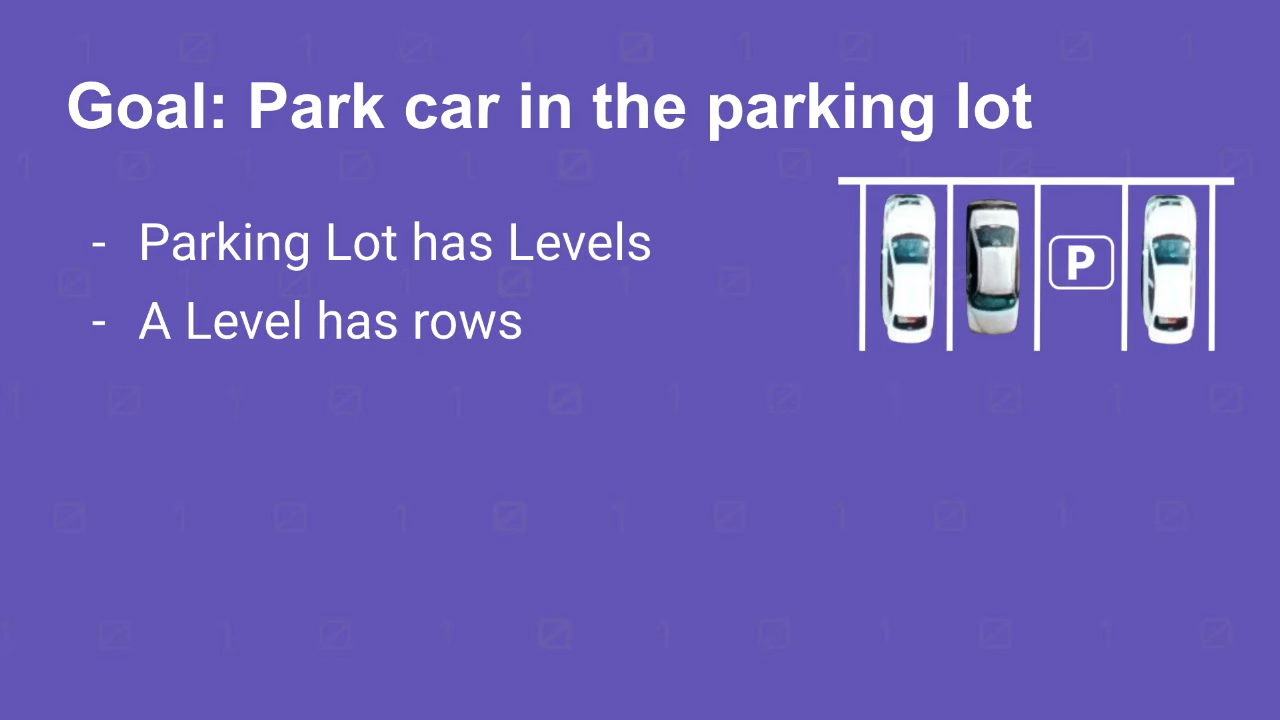 Goal: Park car in the parking lot
- Parking Lot has Levels
- A Level has rows
P